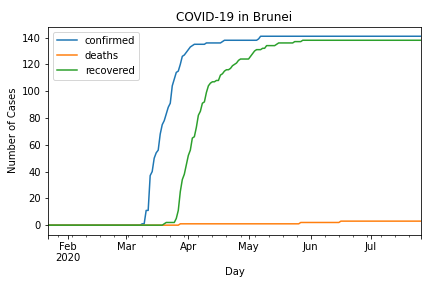 COVID-19 in Brunei
confirmed
deaths
recovered
Number of Cases
140
120
100
80
60
40
20
0
Feb Mar Apr May Jun Jul
2020
Day